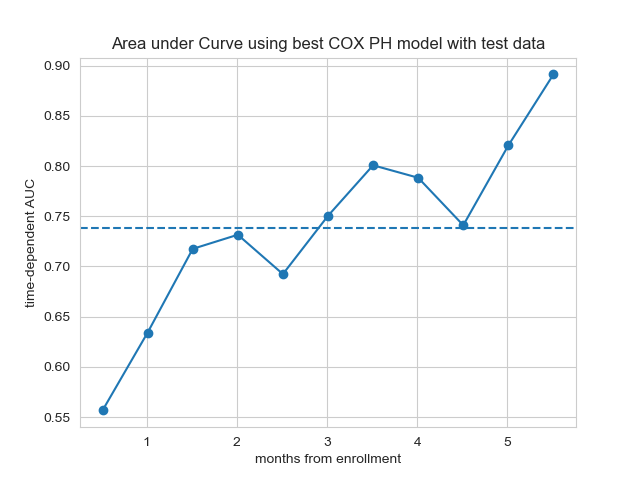 Area under Curve using best COX PH model with test data
0.90
0.85
0.80
0.75
0.70
0.65
0.60
0.55
time-dependent AUC
1 2 3 4 5
months from enrollment